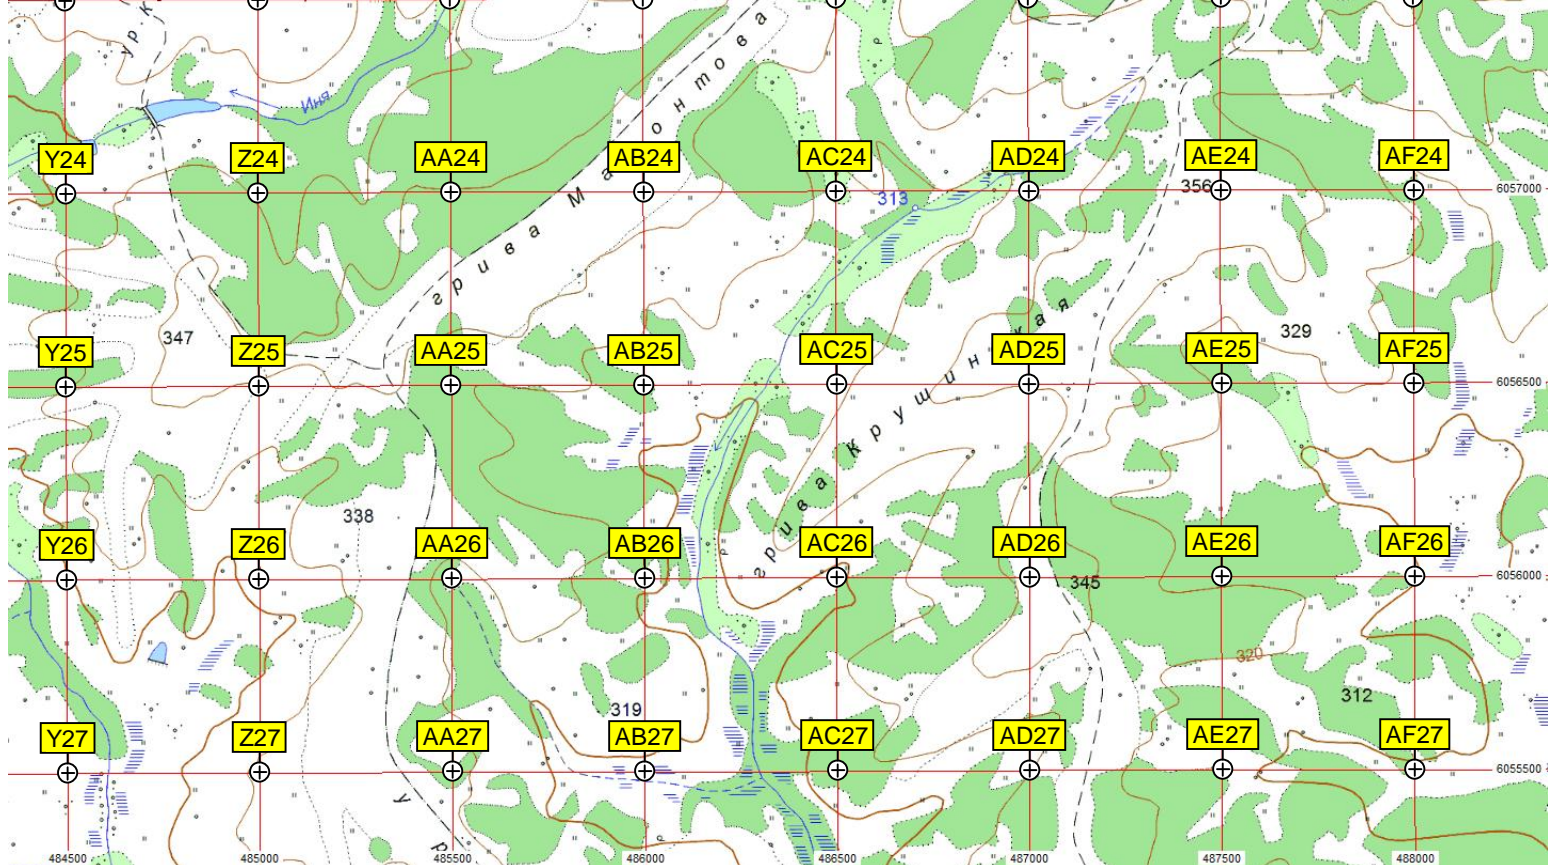 ур. к
Иня
грива Мамонтова
Y24 Z24 AA24 AB24 AC24 AD24 AE24 AF24
313
356
6057000
грива Крушинская
347
329
Y25 Z25 AA25 AB25 AC25 AD25 AE25 AF25
6056500
338
Y26 Z26 AA26 AB26 AC26 AD26 AE26 AF26
345
6056000
320
312
319
Y27 Z27 AA27 AB27 AC27 AD27 AE27 AF27
6055500
у
р
484500 485000 485500 486000 486500 487000 487500 488000